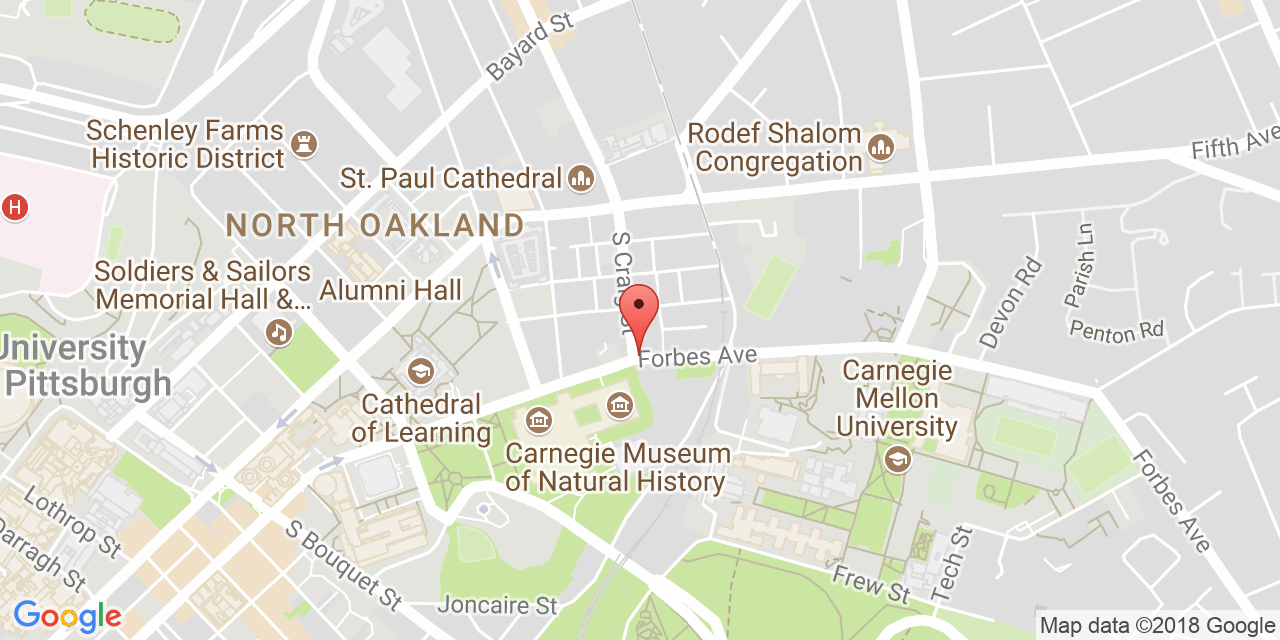 Bayard St
Schenley Farms
Historic District
Rodef Shalom
Congregation
Fifth Ave
St. Paul Cathedral
H
NORTH OAKLAND
S Craig St
Parish Ln
Devon Rd
Soldiers & Sailors
Memorial Hall &...
Alumni Hall
Penton Rd
University
Pittsburgh
Forbes Ave
Carnegie
Mellon
University
Cathedral
of Learning
Carnegie Museum
of Natural History
Forbes Ave
Lothrop St
Darragh St
S Bouquet St
Joncaire St
Frew St
Tech St
Google
Map data ©2018 Google